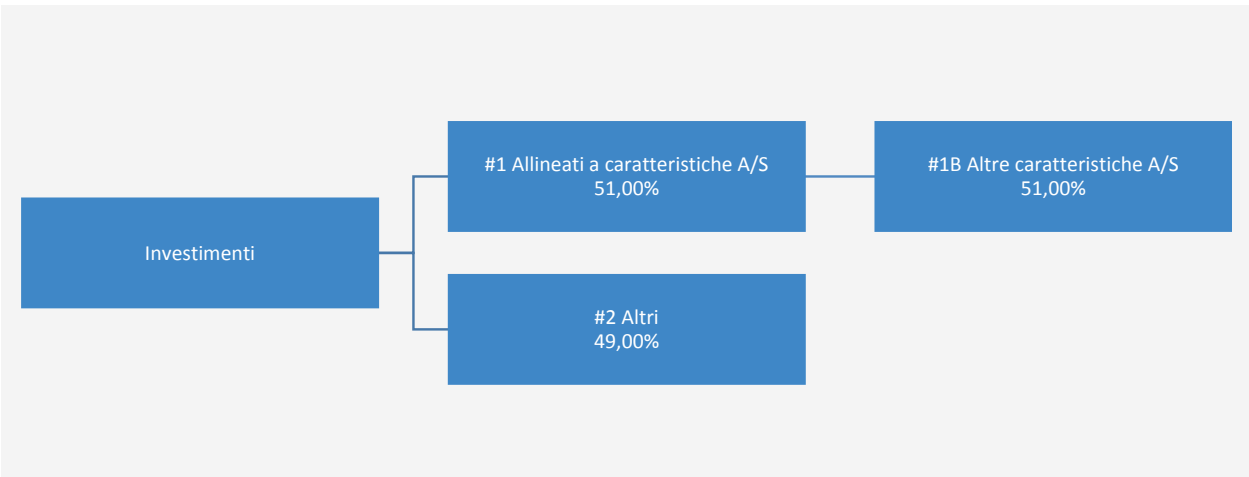 #1 Allineati a caratteristiche A/S
51,00%
#1B Altre caratteristiche A/S
51,00%
Investimenti
#2 Altri
49,00%